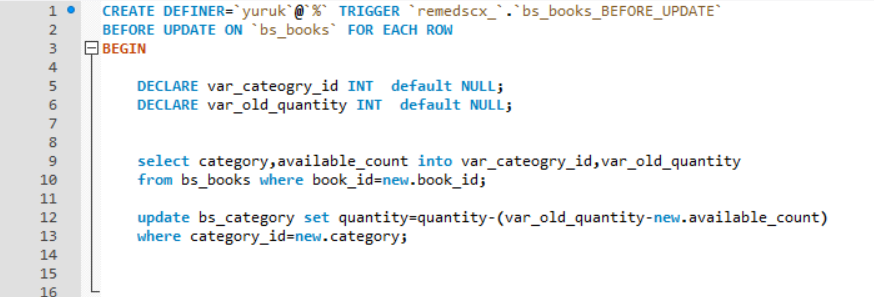 1 CREATE DEFINER=`yuruk`@`%` TRIGGER `remedscx_`.`bs_books_BEFORE_UPDATE`
2 BEFORE UPDATE ON `bs_books` FOR EACH ROW
3 BEGIN
4
5 DECLARE var_cateogry_id INT  default NULL;
6 DECLARE var_old_quantity INT  default NULL;
7
8
9 select category,available_count into var_cateogry_id,var_old_quantity
10 from bs_books where book_id=new.book_id;
11
12 update bs_category set quantity=quantity-(var_old_quantity-new.available_count)
13 where category_id=new.category;
14
15
16